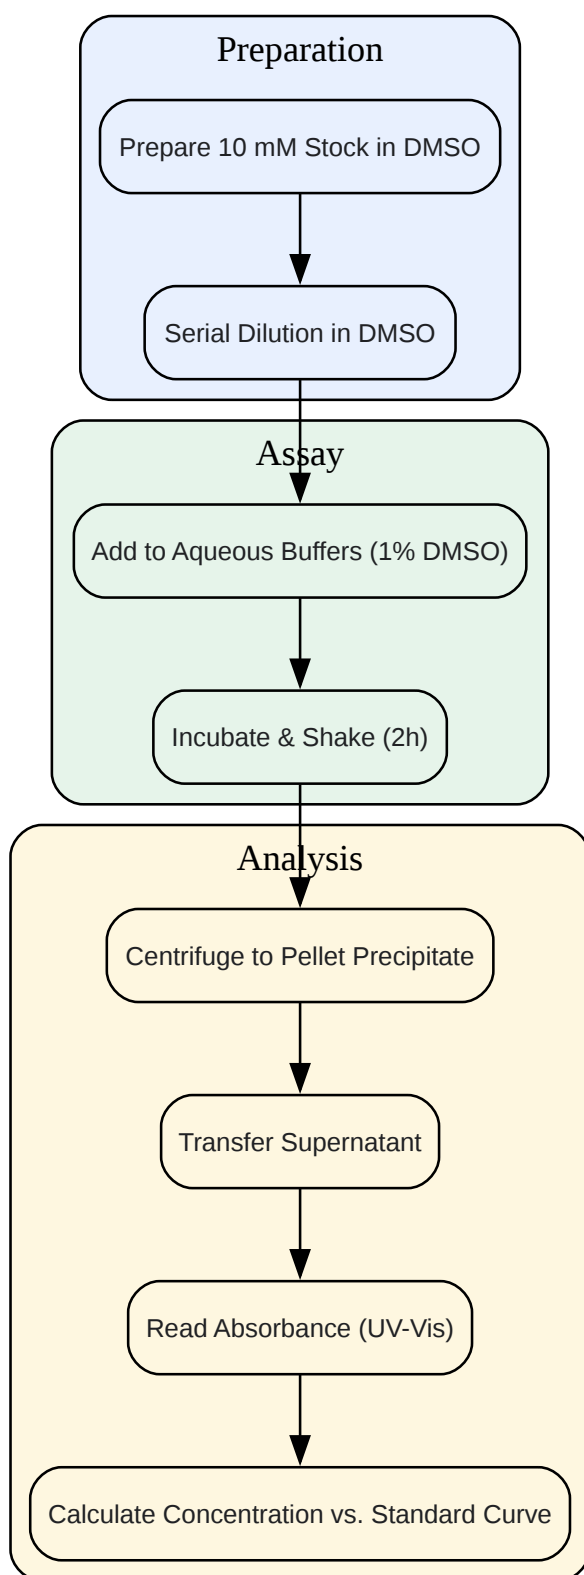 Preparation
Prepare 10 mM Stock in DMSO
Serial Dilution in DMSO
Assay
Add to Aqueous Buffers (1% DMSO)
Incubate & Shake (2h)
Analysis
Centrifuge to Pellet Precipitate
Transfer Supernatant
Read Absorbance (UV-Vis)
Calculate Concentration vs. Standard Curve